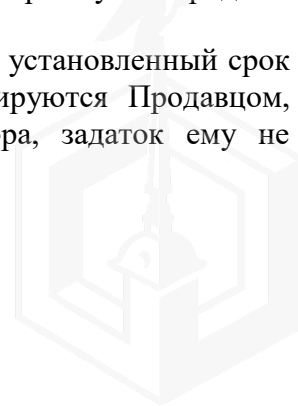 установленный срок
ируются Продавцом,
ра, задаток ему не